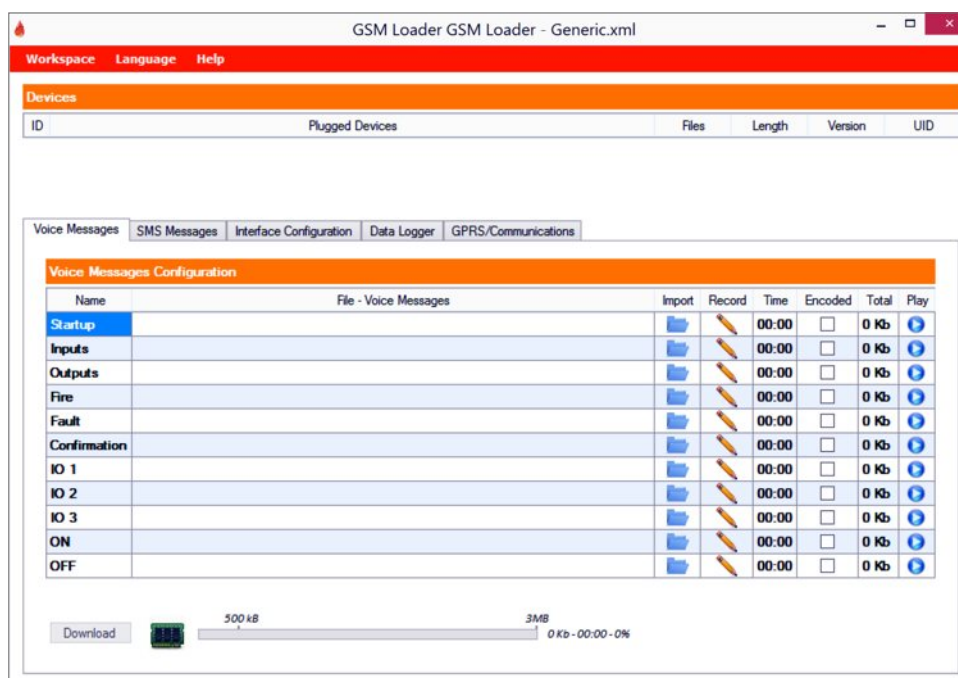 GSM Loader GSM Loader - Generic.xml
Workspace Language Help
Devices
ID Plugged Devices Files Length Version UID
Voice Messages SMS Messages Interface Configuration Data Logger GPRS/Communications
Voice Messages Configuration
Name File - Voice Messages Import Record Time Encoded Total Play
Startup 00:00 0 Kb
Inputs 00:00 0 Kb
Outputs 00:00 0 Kb
Fire 00:00 0 Kb
Fault 00:00 0 Kb
Confirmation 00:00 0 Kb
IO 1 00:00 0 Kb
IO 2 00:00 0 Kb
IO 3 00:00 0 Kb
ON 00:00 0 Kb
OFF 00:00 0 Kb
500 kB 3MB
Download 0 Kb - 00:00 - 0%